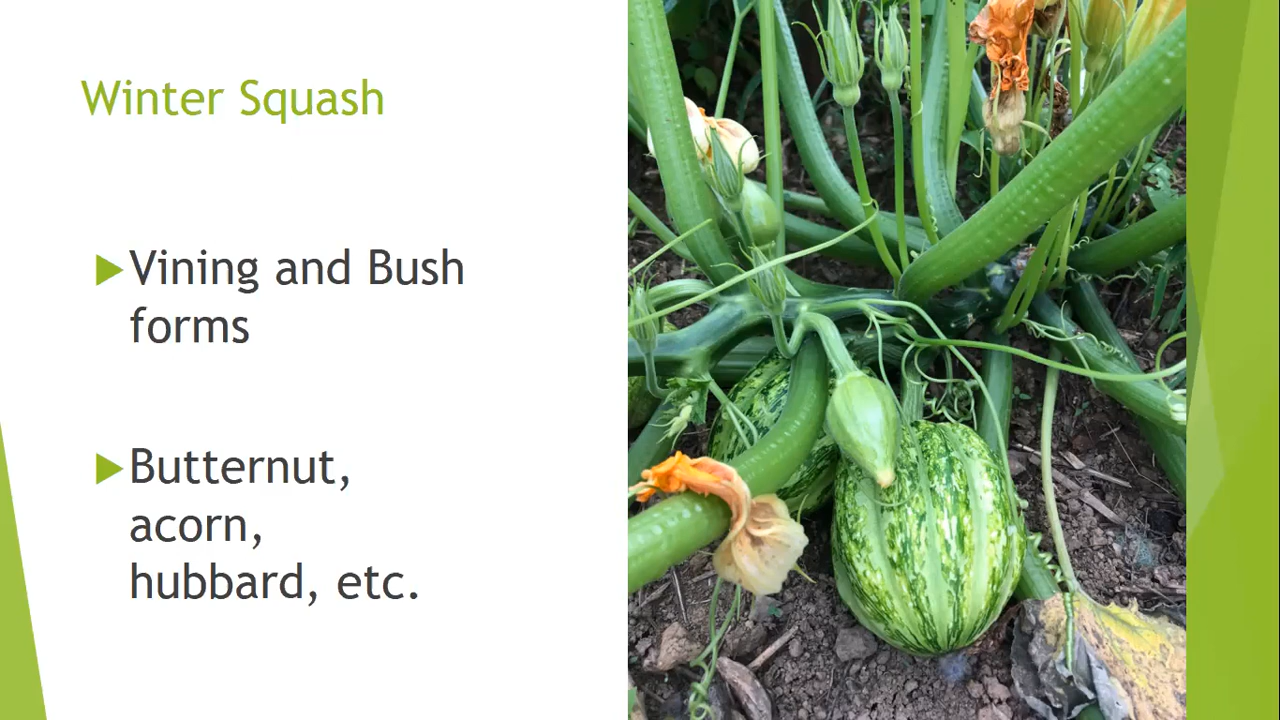 Winter Squash
Vining and Bush
forms
Butternut,
acorn,
hubbard, etc.